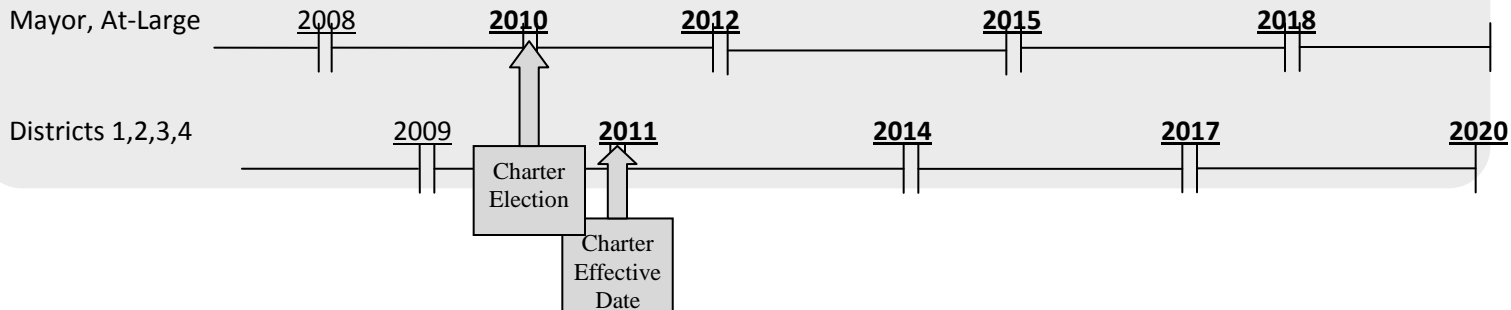 Mayor, At-Large 2008 2010 2012 2015 2018
Districts 1,2,3,4 2009 2011 2014 2017 2020
Charter
Election
Charter
Effective
Date